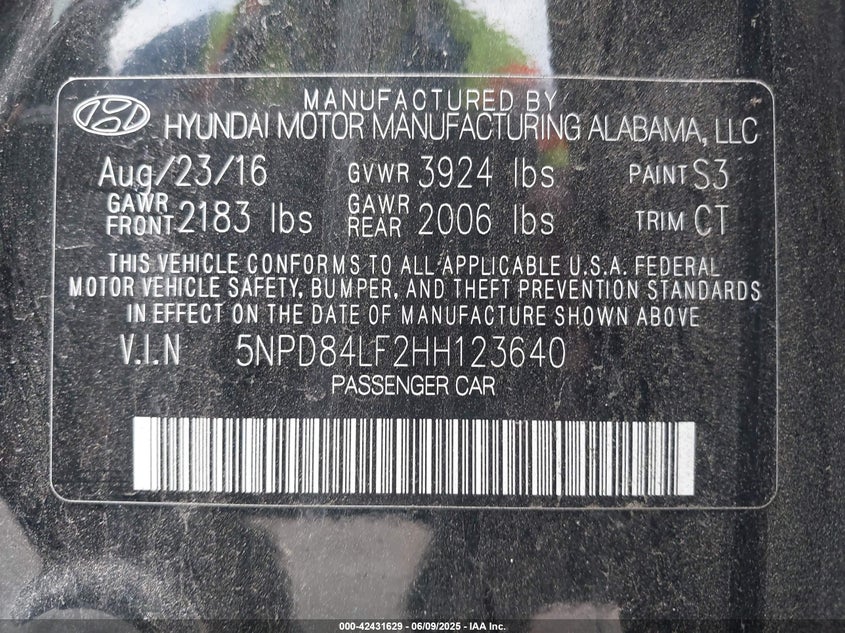 MANUFACTURED BY
HYUNDAI MOTOR MANUFACTURING ALABAMA, LLC
Aug/23/16 GVWR 3924 lbs PAINT S3
GAWR FRONT 2183 lbs GAWR REAR 2006 lbs TRIM CT
THIS VEHICLE CONFORMS TO ALL APPLICABLE U.S.A. FEDERAL
MOTOR VEHICLE SAFETY, BUMPER, AND THEFT PREVENTION STANDARDS
IN EFFECT ON THE DATE OF MANUFACTURE SHOWN ABOVE
V.I.N 5NPD84LF2HH123640
PASSENGER CAR
000-42431629 - 06/09/2025 - IAA Inc.